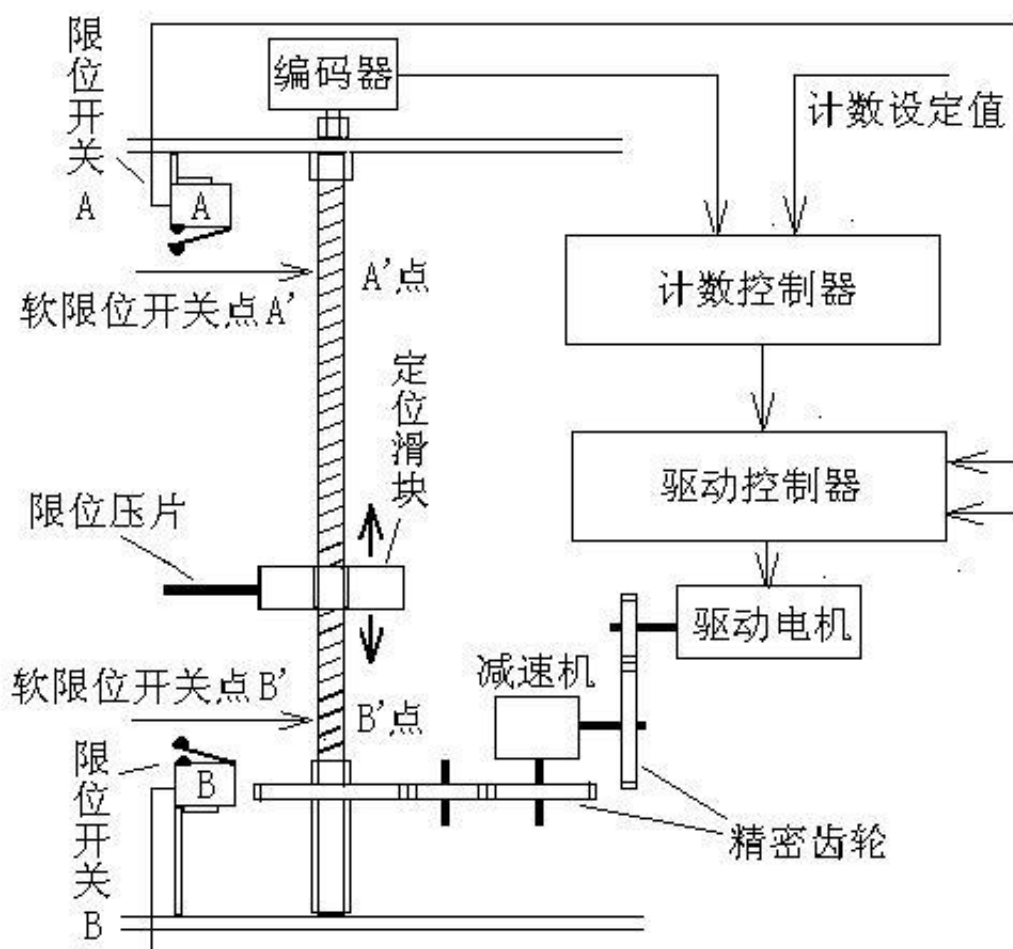 限位开关A
编码器
计数设定值
A
A'点
软限位开关点A'
计数控制器
定位滑块
驱动控制器
限位压片
驱动电机
减速机
软限位开关点B'
B'点
限位开关B
B
精密齿轮